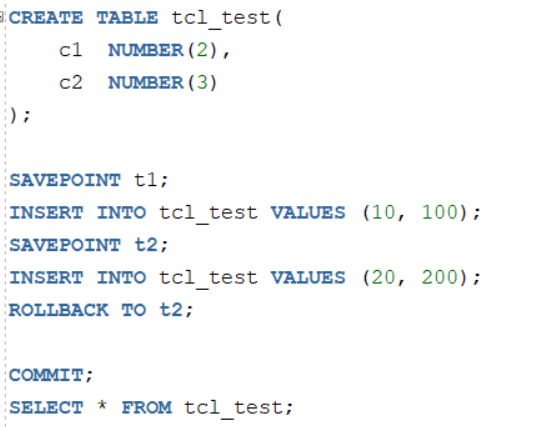 CREATE TABLE tcl_test(
    c1  NUMBER(2),
    c2  NUMBER(3)
);
SAVEPOINT t1;
INSERT INTO tcl_test VALUES (10, 100);
SAVEPOINT t2;
INSERT INTO tcl_test VALUES (20, 200);
ROLLBACK TO t2;
COMMIT;
SELECT * FROM tcl_test;